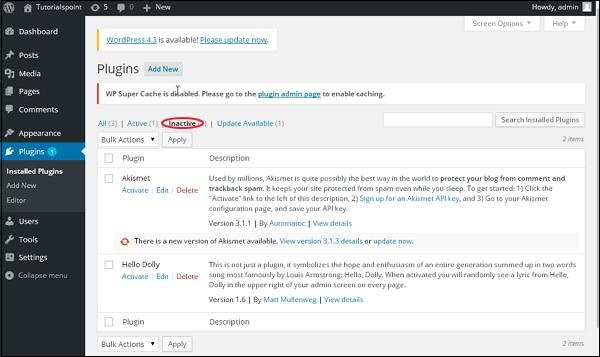 Tutorialspoint 5 0 + New Howdy, admin
Screen Options Help
Dashboard
Posts
Media
Pages
Comments
Appearance
Plugins 1
Installed Plugins
Add New
Editor
Users
Tools
Settings
Collapse menu
WordPress 4.3 is available! Please update now.
Plugins Add New
WP Super Cache is disabled. Please go to the plugin admin page to enable caching.
All (3) | Active (1) | Inactive | Update Available (1)
Search Installed Plugins
Bulk Actions Apply 2 items
Plugin Description
Akismet
Activate | Edit | Delete
Used by millions, Akismet is quite possibly the best way in the world to protect your blog from comment and
trackback spam. It keeps your site protected from spam even while you sleep. To get started: 1) Click the
"Activate" link to the left of this description, 2) Sign up for an Akismet API key, and 3) Go to your Akismet
configuration page, and save your API key.
Version 3.1.1 | By Automattic | View details
There is a new version of Akismet available. View version 3.1.3 details or update now.
Hello Dolly
Activate | Edit | Delete
This is not just a plugin, it symbolizes the hope and enthusiasm of an entire generation summed up in two words
sung most famously by Louis Armstrong: Hello, Dolly. When activated you will randomly see a lyric from Hello,
Dolly in the upper right of your admin screen on every page.
Version 1.6 | By Matt Mullenweg | View details
Plugin Description
Bulk Actions Apply 2 items